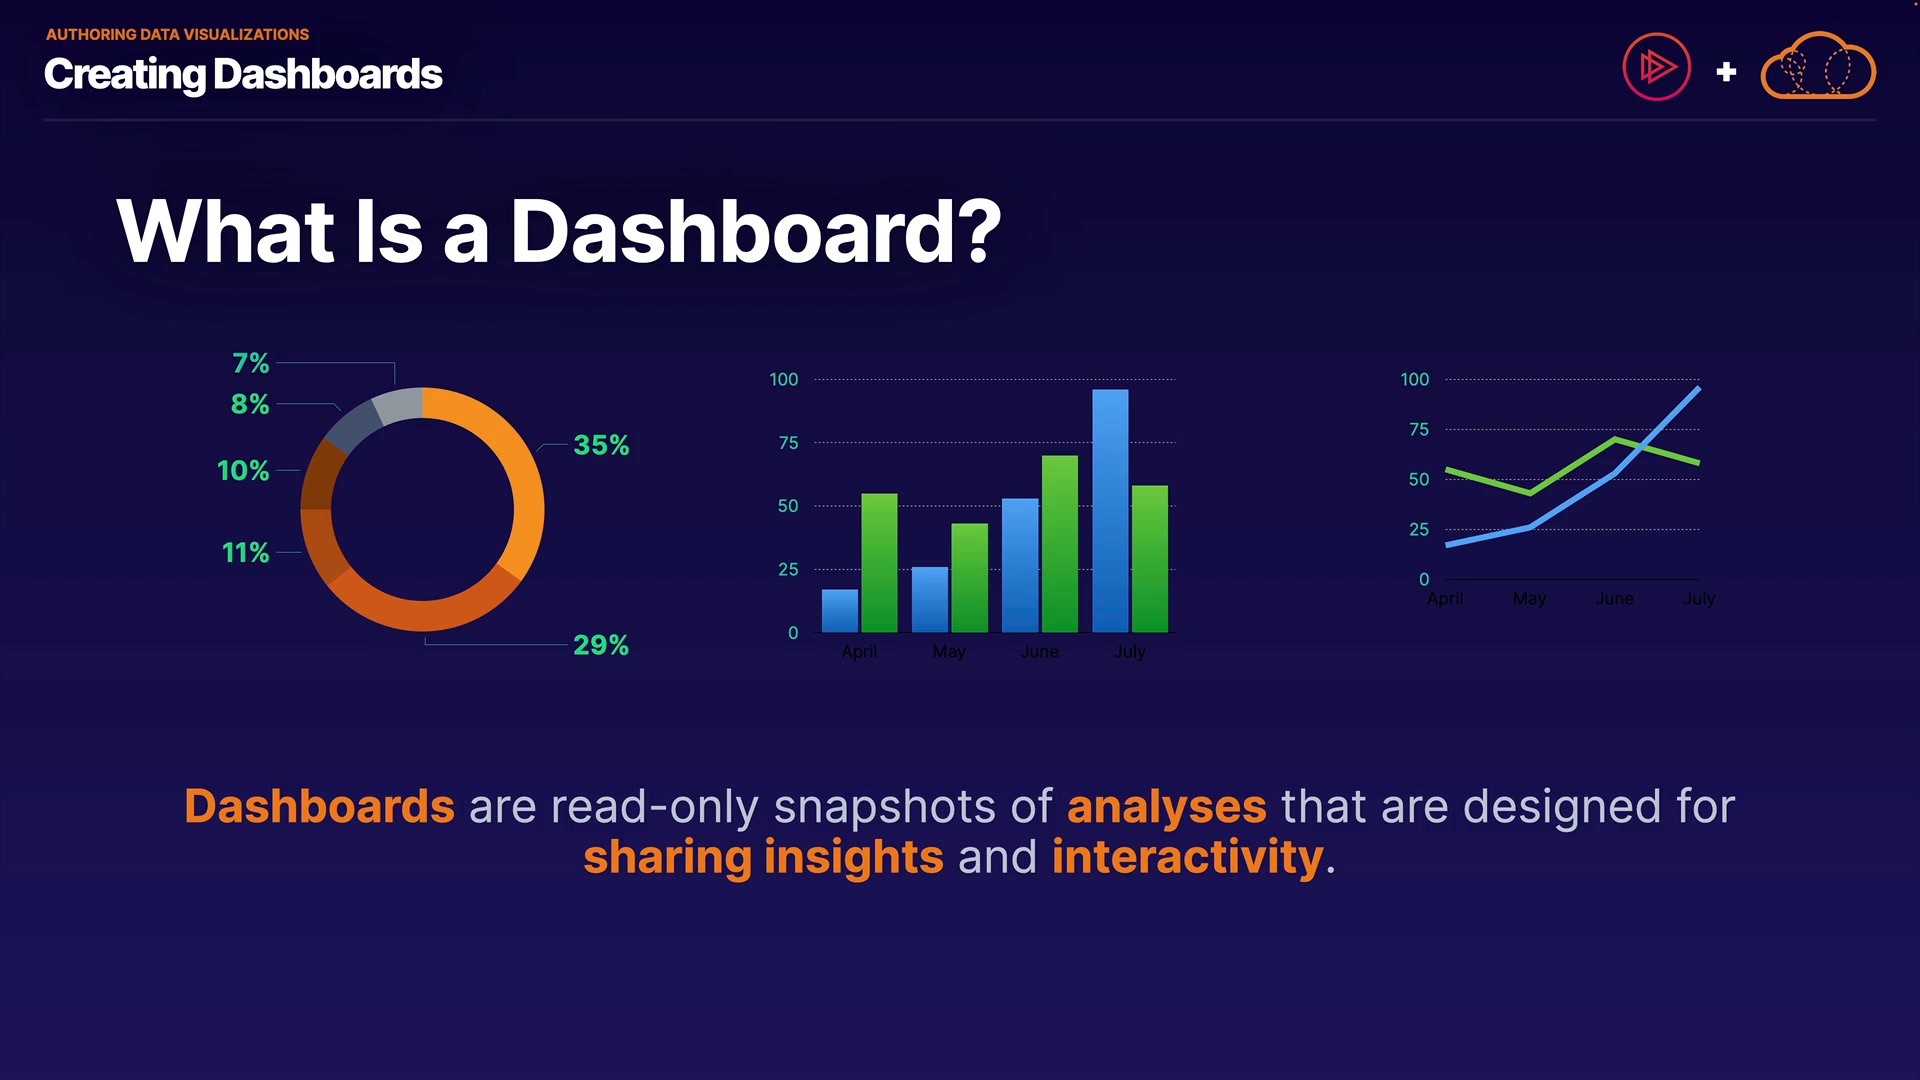 AUTHORING DATA VISUALIZATIONS
Creating Dashboards
+
What Is a Dashboard?
7%
8%
10%
11%
35%
29%
100
75
50
25
0
April May June July
100
75
50
25
0
April May June July
Dashboards are read-only snapshots of analyses that are designed for
sharing insights and interactivity.